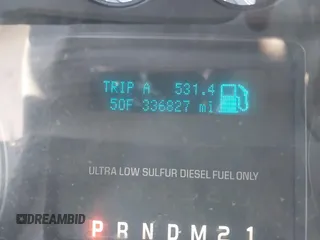 TRIP A 531.4
50F 336827 mi
ULTRA LOW SULFUR DIESEL FUEL ONLY
P R N D M 2 1
DREAMBID